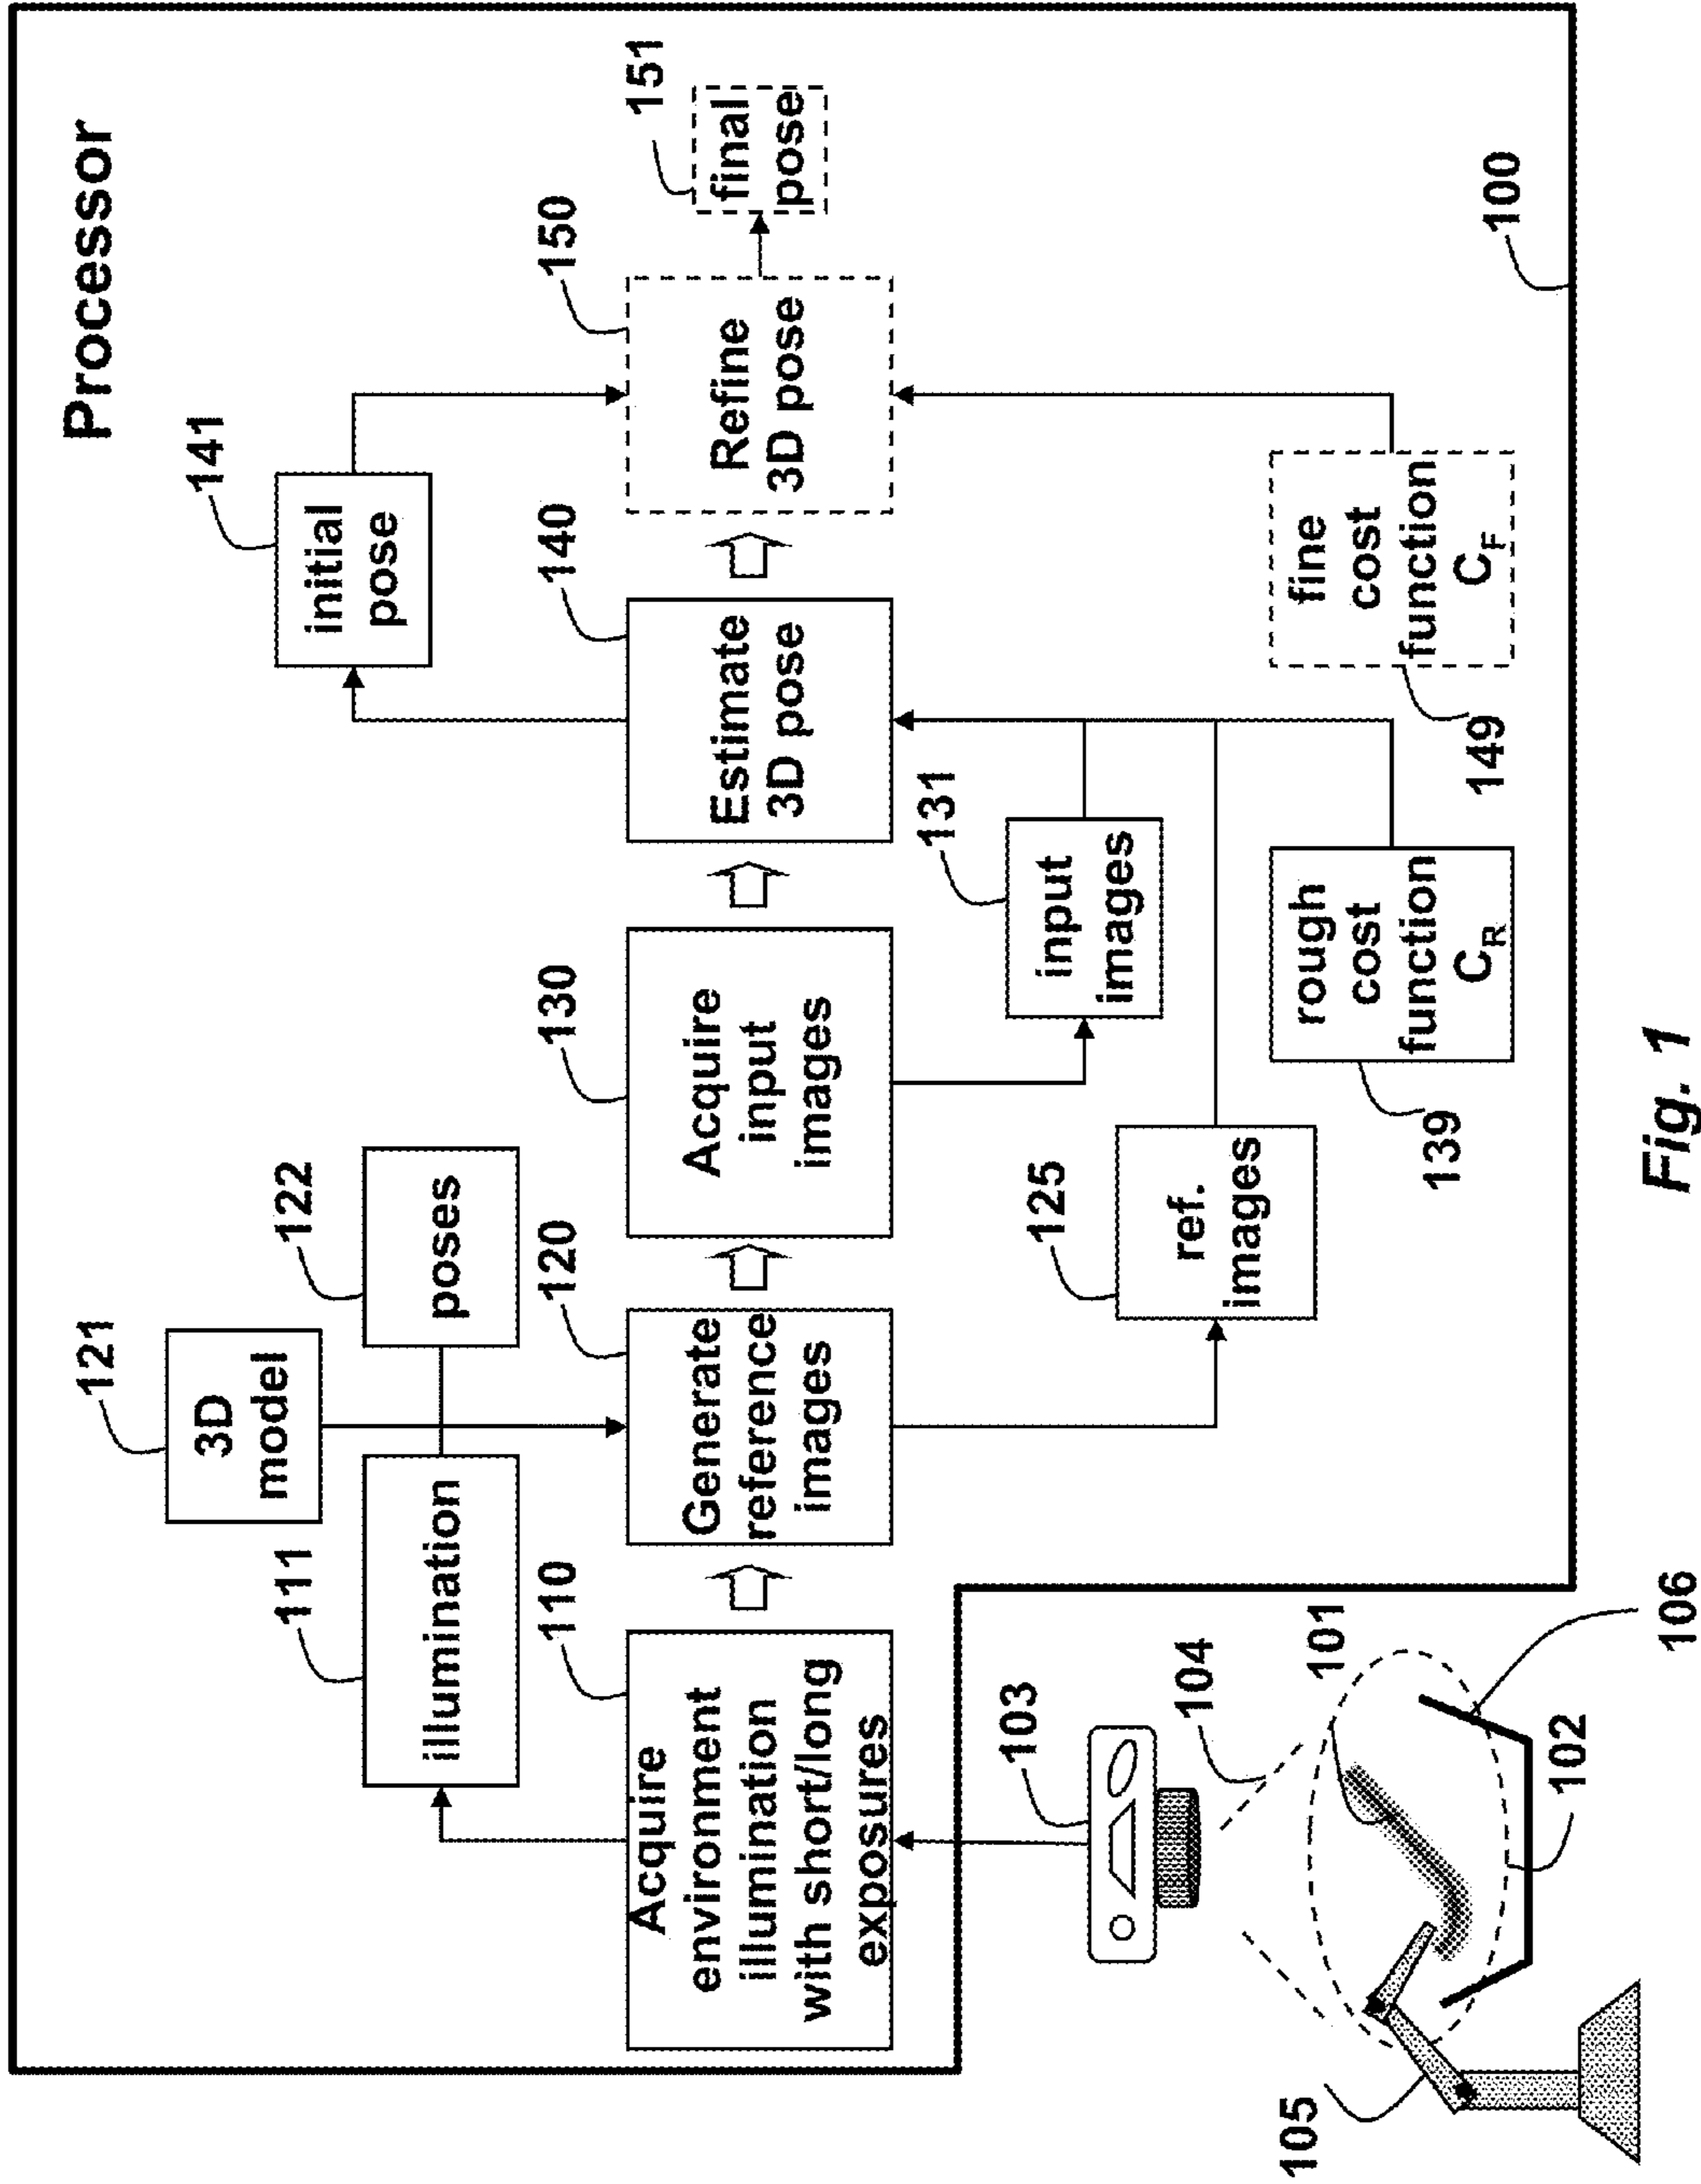 Processor
121
3D
model
111
illumination
122
poses
141
initial
pose
110
Acquire
environment
illumination
with short/long
exposures
120
Generate
reference
images
130
Acquire
input
images
140
Estimate
3D pose
150
Refine
3D pose
151
final
pose
125
ref.
images
131
input
images
139
rough
cost
function
C_R
149
fine
cost
function
C_F
100
103
104
101
105
102
106
Fig. 1